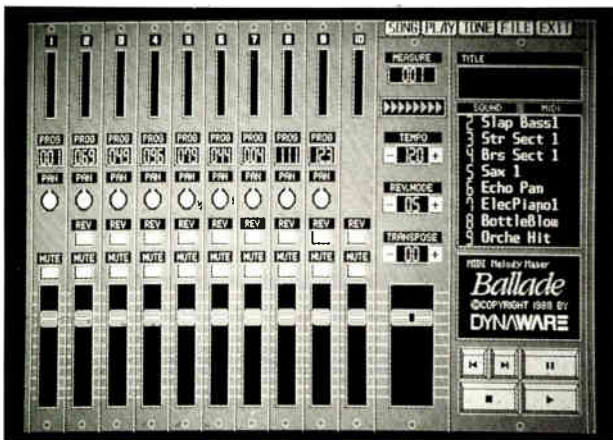 SONG PLAY TONE FILE EXIT
1 2 3 4 5 6 7 8 9 10
MEASURE
001
TITLE
SOUND MIDI
2 Slap Bass1
3 Str Sect 1
4 Brs Sect 1
5 Sax 1
6 Echo Pan
7 ElecPiano1
8 BottleBlow
9 Orche Hit
PROG PROG PROG PROG PROG PROG PROG PROG PROG
001 069 049 096 079 044 004 111 123
PAN PAN PAN PAN PAN PAN PAN PAN PAN
REV REV REV REV REV REV REV REV REV
MUTE MUTE MUTE MUTE MUTE MUTE MUTE MUTE MUTE MUTE
TEMPO
- 120 +
REV.MODE
- 05 +
TRANSPOSE
- 00 +
MIDI Melody Maker
Ballade
©COPYRIGHT 1988 BY
DYNAWARE